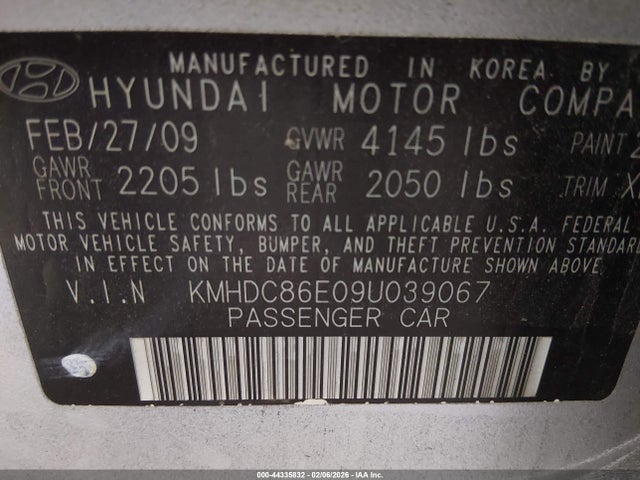 MANUFACTURED IN KOREA BY
HYUNDAI MOTOR COMPA
FEB/27/09 GVWR 4145 lbs PAINT
GAWR FRONT 2205 lbs GAWR REAR 2050 lbs TRIM X
THIS VEHICLE CONFORMS TO ALL APPLICABLE U.S.A. FEDERAL
MOTOR VEHICLE SAFETY, BUMPER, AND THEFT PREVENTION STANDARD
IN EFFECT ON THE DATE OF MANUFACTURE SHOWN ABOVE.
V.I.N KMHDC86E09U039067
PASSENGER CAR
000-44335832 - 02/06/2026 - IAAI, Inc.